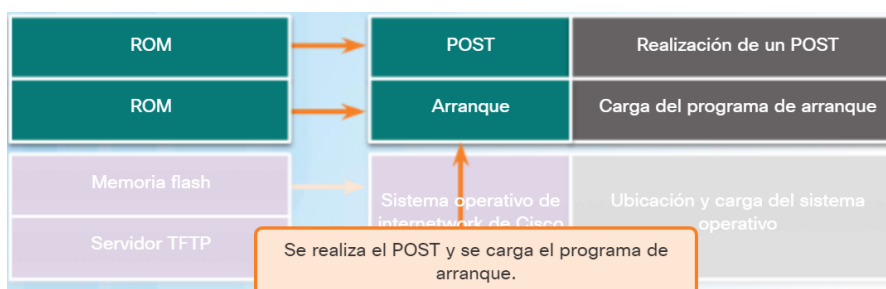 ROM
POST
Realización de un POST
ROM
Arranque
Carga del programa de arranque
Memoria flash
Servidor TFTP
Sistema operativo de
internetwork de Cisco
Ubicación y carga del sistema
operativo
Se realiza el POST y se carga el programa de
arranque.